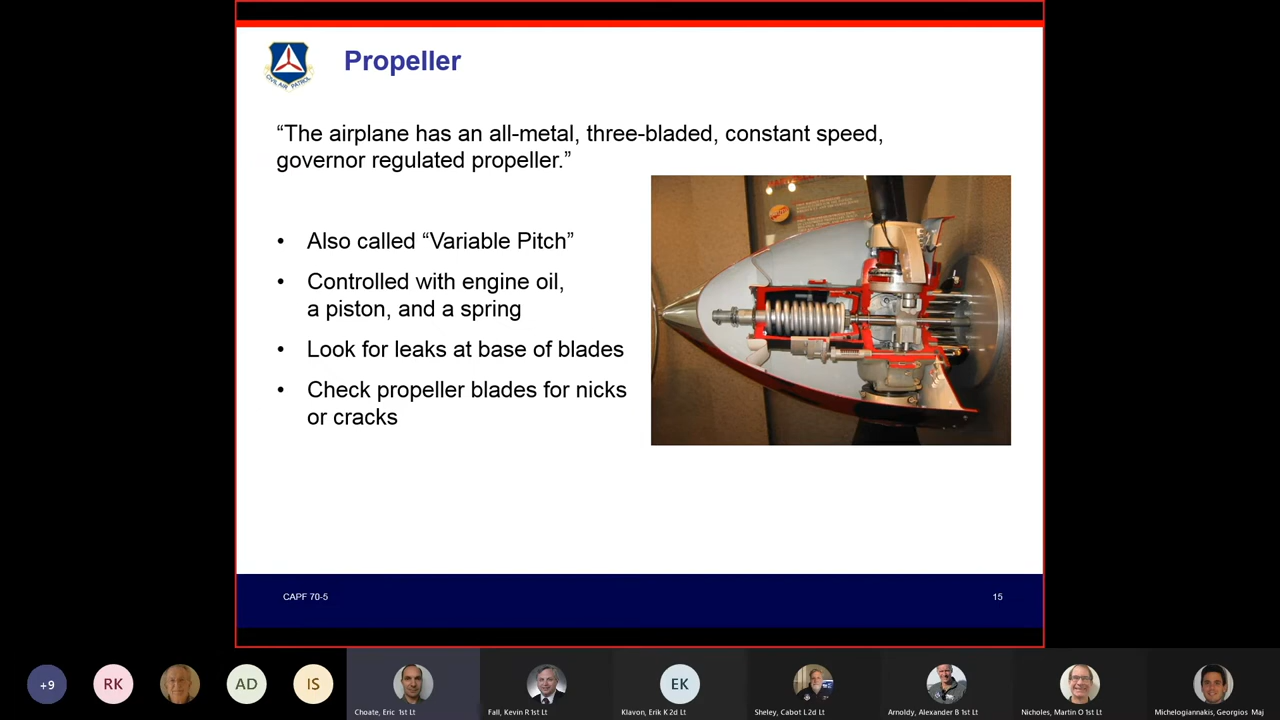 Propeller
CIVIL AIR PATROL
“The airplane has an all-metal, three-bladed, constant speed,
governor regulated propeller.”
• Also called “Variable Pitch”
• Controlled with engine oil,
a piston, and a spring
• Look for leaks at base of blades
• Check propeller blades for nicks
or cracks
CAPF 70-5
15
+9
RK
AD
IS
EK
Choate, Eric 1st Lt
Fall, Kevin R 1st Lt
Klavon, Erik K 2d Lt
Sheley, Cabot L 2d Lt
Arnoldy, Alexander B 1st Lt
Nicholes, Martin O 1st Lt
Michelogiannakis, Georgios Maj